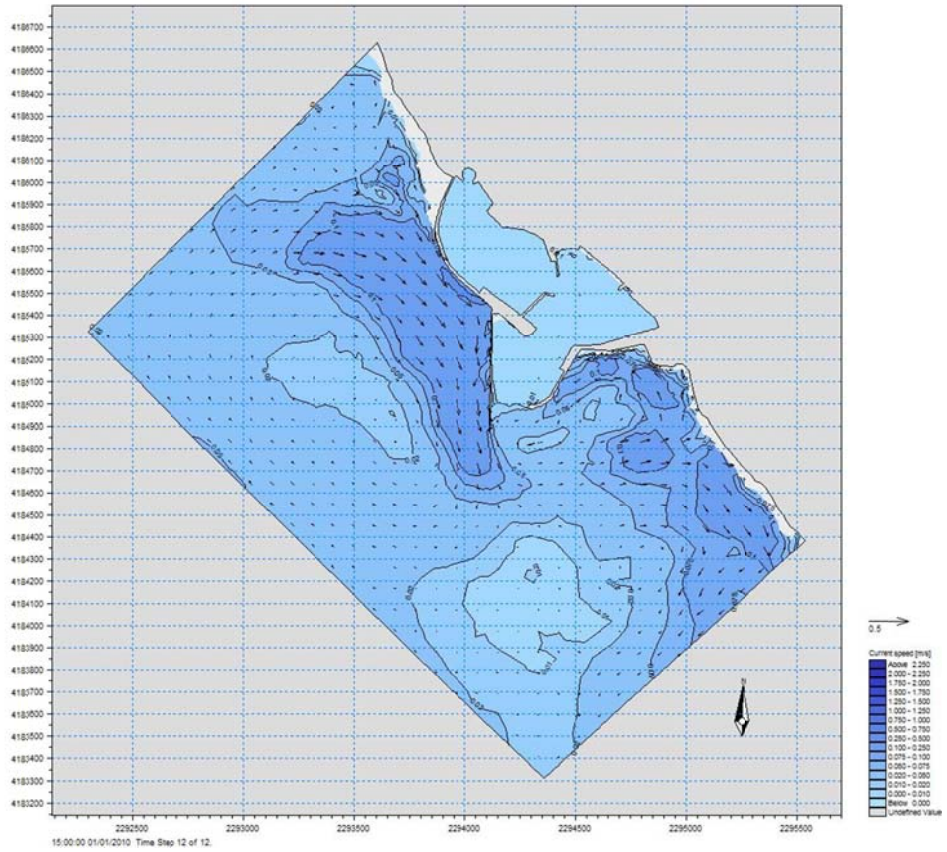 4186700
4186600
4186500
4186400
4186300
4186200
4186100
4186000
4185900
4185800
4185700
4185600
4185500
4185400
4185300
4185200
4185100
4185000
4184900
4184800
4184700
4184600
4184500
4184400
4184300
4184200
4184100
4184000
4183900
4183800
4183700
4183600
4183500
4183400
4183300
4183200
2292500 2293000 2293500 2294000 2294500 2295000 2295500
15:00:00 01/01/2010 Time Step 12 of 12.
0.5
Current speed [m/s]
Above 2.250
2.000 - 2.250
1.750 - 2.000
1.500 - 1.750
1.250 - 1.500
1.000 - 1.250
0.750 - 1.000
0.500 - 0.750
0.250 - 0.500
0.100 - 0.250
0.075 - 0.100
0.050 - 0.075
0.020 - 0.050
0.010 - 0.020
0.000 - 0.010
Below 0.000
Undefined Value